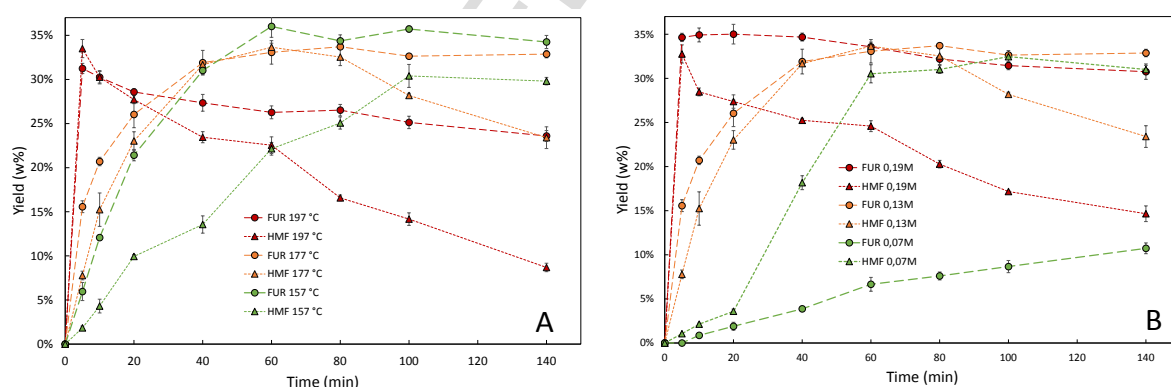 35%
30%
25%
20%
15%
10%
5%
0%
Yield (w%)
0
20
40
60
80
100
120
140
Time (min)
FUR 197 °C
HMF 197 °C
FUR 177 °C
HMF 177 °C
FUR 157 °C
HMF 157 °C
A
35%
30%
25%
20%
15%
10%
5%
0%
Yield (w%)
0
20
40
60
80
100
120
140
Time (min)
FUR 0,19M
HMF 0,19M
FUR 0,13M
HMF 0,13M
FUR 0,07M
HMF 0,07M
B